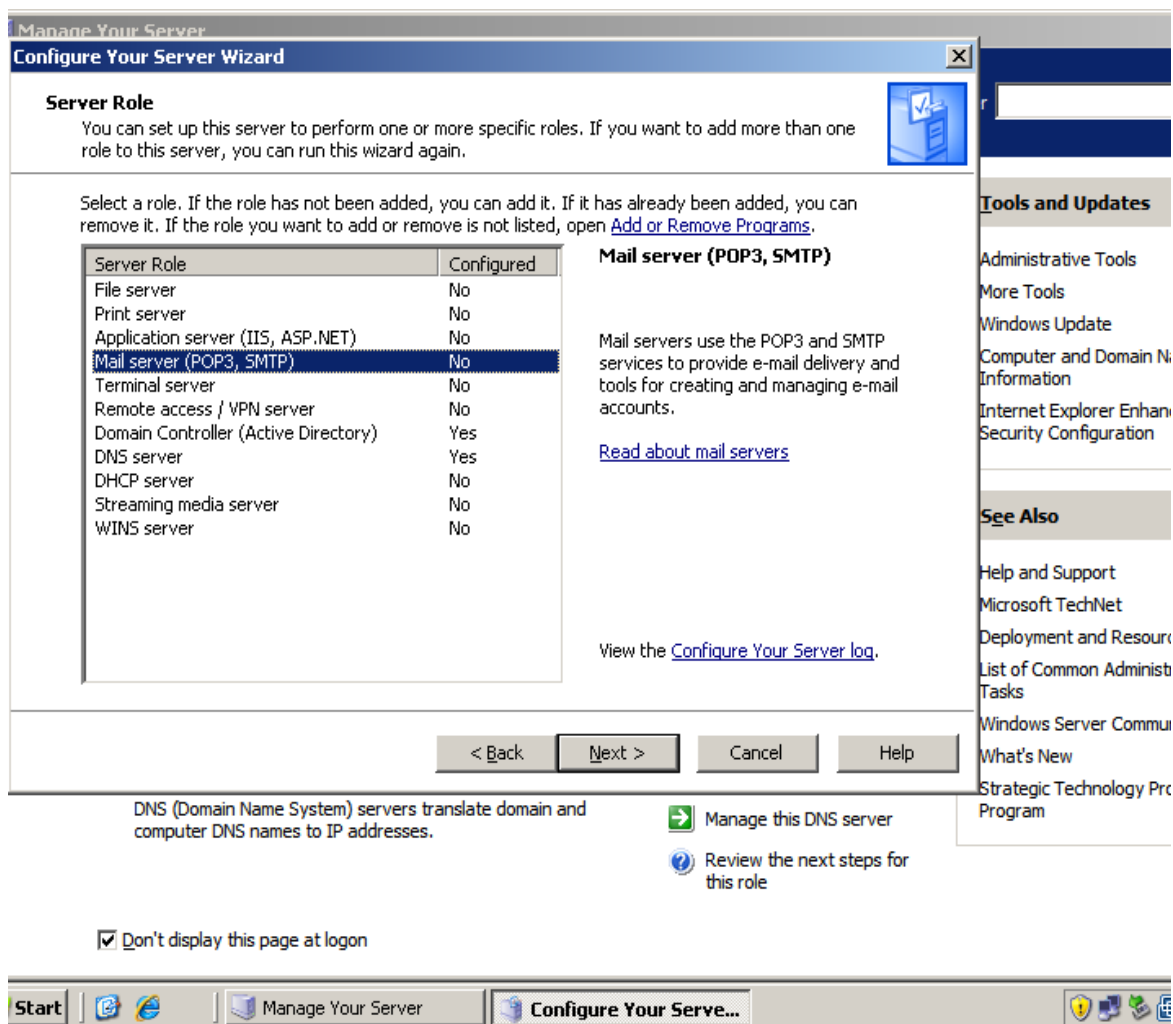 Manage Your Server
Configure Your Server Wizard
Server Role
You can set up this server to perform one or more specific roles. If you want to add more than one
role to this server, you can run this wizard again.
Select a role. If the role has not been added, you can add it. If it has already been added, you can
remove it. If the role you want to add or remove is not listed, open Add or Remove Programs.
Server Role Configured
File server No
Print server No
Application server (IIS, ASP.NET) No
Mail server (POP3, SMTP) No
Terminal server No
Remote access / VPN server No
Domain Controller (Active Directory) Yes
DNS server Yes
DHCP server No
Streaming media server No
WINS server No
Mail server (POP3, SMTP)
Mail servers use the POP3 and SMTP
services to provide e-mail delivery and
tools for creating and managing e-mail
accounts.
Read about mail servers
View the Configure Your Server log.
< Back Next > Cancel Help
r
Tools and Updates
Administrative Tools
More Tools
Windows Update
Computer and Domain Na
Information
Internet Explorer Enhanc
Security Configuration
See Also
Help and Support
Microsoft TechNet
Deployment and Resourc
List of Common Administr
Tasks
Windows Server Commun
What's New
Strategic Technology Pro
Program
DNS (Domain Name System) servers translate domain and
computer DNS names to IP addresses.
Manage this DNS server
Review the next steps for
this role
Don't display this page at logon
Start Manage Your Server Configure Your Serve...